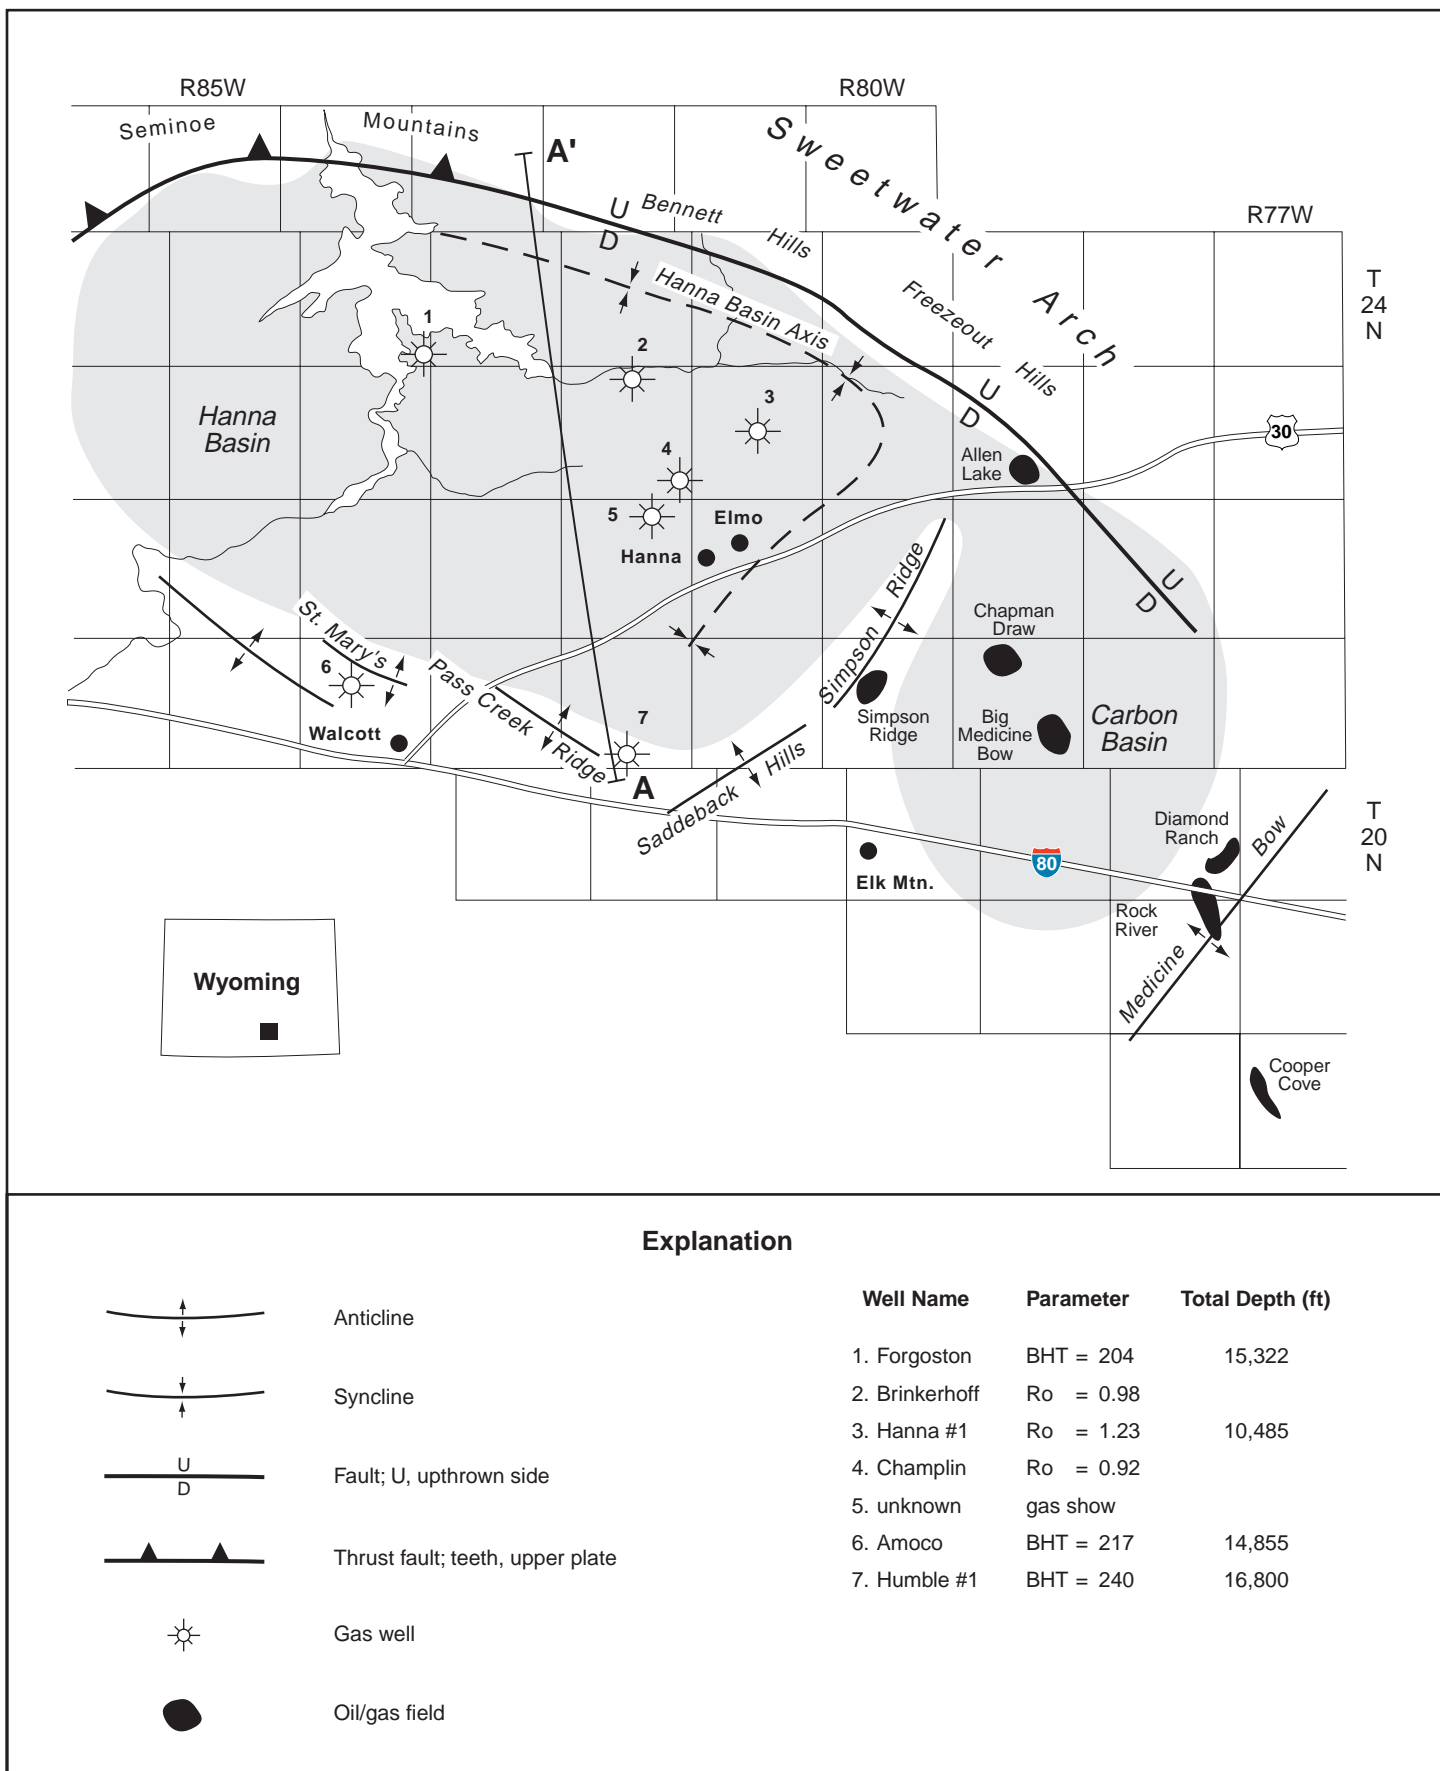 R85W
R80W
Seminoe
Mountains
A'
Sweetwater Arch
U
D
Bennett
Hills
R77W
T
24
N
Hanna Basin Axis
Freezeout
Hills
1
2
3
Hanna
Basin
U
D
30
4
Allen
Lake
5
Elmo
Hanna
U
D
St. Mary's
Simpson Ridge
Chapman
Draw
6
Pass Creek Ridge
7
Simpson
Ridge
Big
Medicine
Bow
Carbon
Basin
Walcott
A
Saddeback Hills
T
20
N
Diamond
Ranch
Elk Mtn.
80
Rock
River
Medicine Bow
Wyoming
Cooper
Cove
Explanation
Anticline
Syncline
U
D
Fault; U, upthrown side
Thrust fault; teeth, upper plate
Gas well
Oil/gas field
Well Name Parameter Total Depth (ft)
1. Forgoston BHT = 204 15,322
2. Brinkerhoff Ro = 0.98
3. Hanna #1 Ro = 1.23 10,485
4. Champlin Ro = 0.92
5. unknown gas show
6. Amoco BHT = 217 14,855
7. Humble #1 BHT = 240 16,800